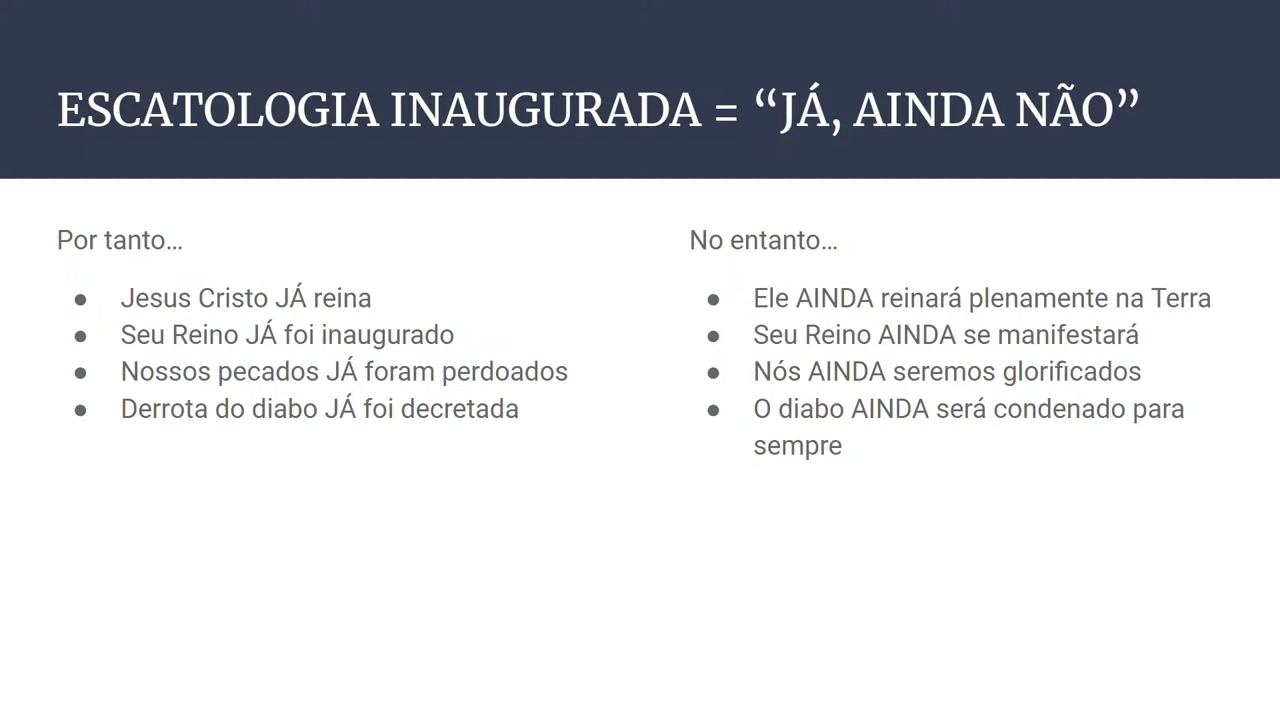 ESCATOLOGIA INAUGURADA = “JÁ, AINDA NÃO”
Por tanto…
● Jesus Cristo JÁ reina
● Seu Reino JÁ foi inaugurado
● Nossos pecados JÁ foram perdoados
● Derrota do diabo JÁ foi decretada
No entanto…
● Ele AINDA reinará plenamente na Terra
● Seu Reino AINDA se manifestará
● Nós AINDA seremos glorificados
● O diabo AINDA será condenado para
sempre